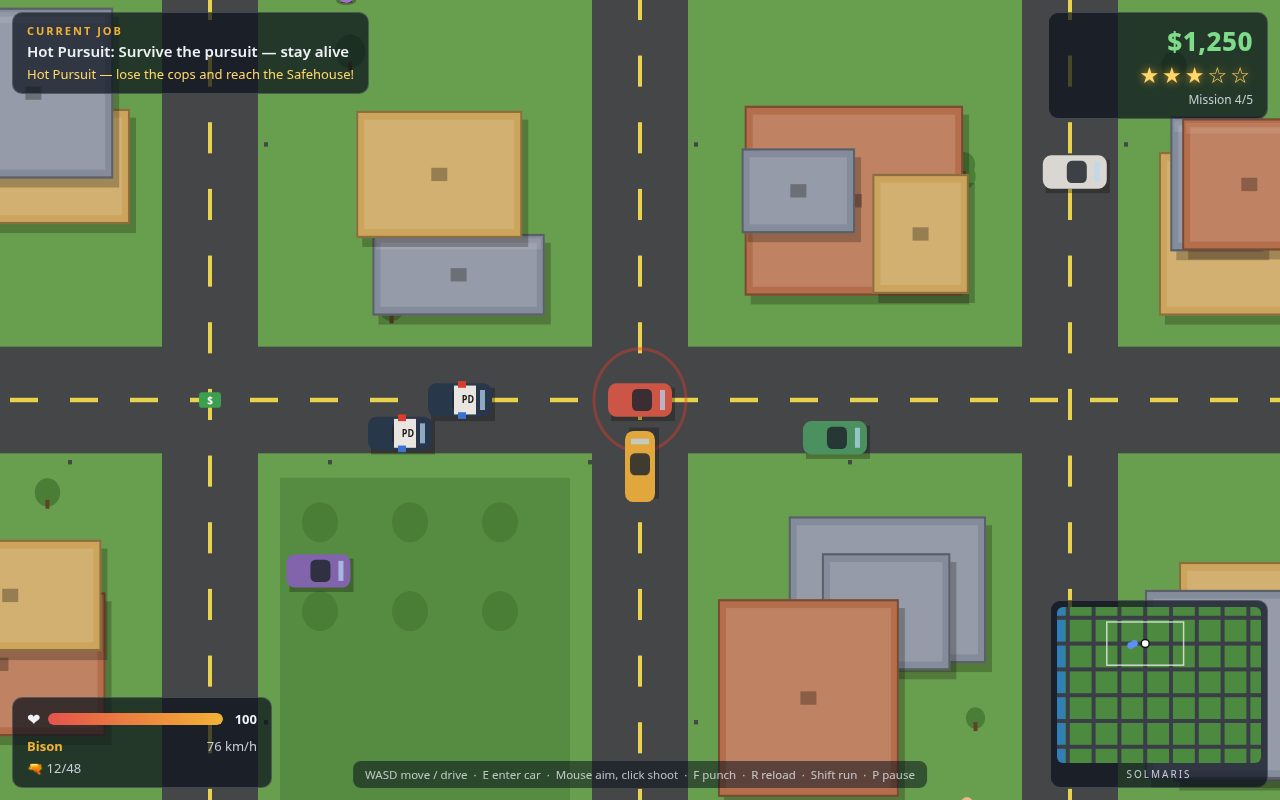 CURRENT JOB
Hot Pursuit: Survive the pursuit — stay alive
Hot Pursuit — lose the cops and reach the Safehouse!
$1,250
★★★☆☆
Mission 4/5
$
PD
PD
❤ 100
Bison 76 km/h
🔫 12/48
WASD move / drive · E enter car · Mouse aim, click shoot · F punch · R reload · Shift run · P pause
SOLMARIS